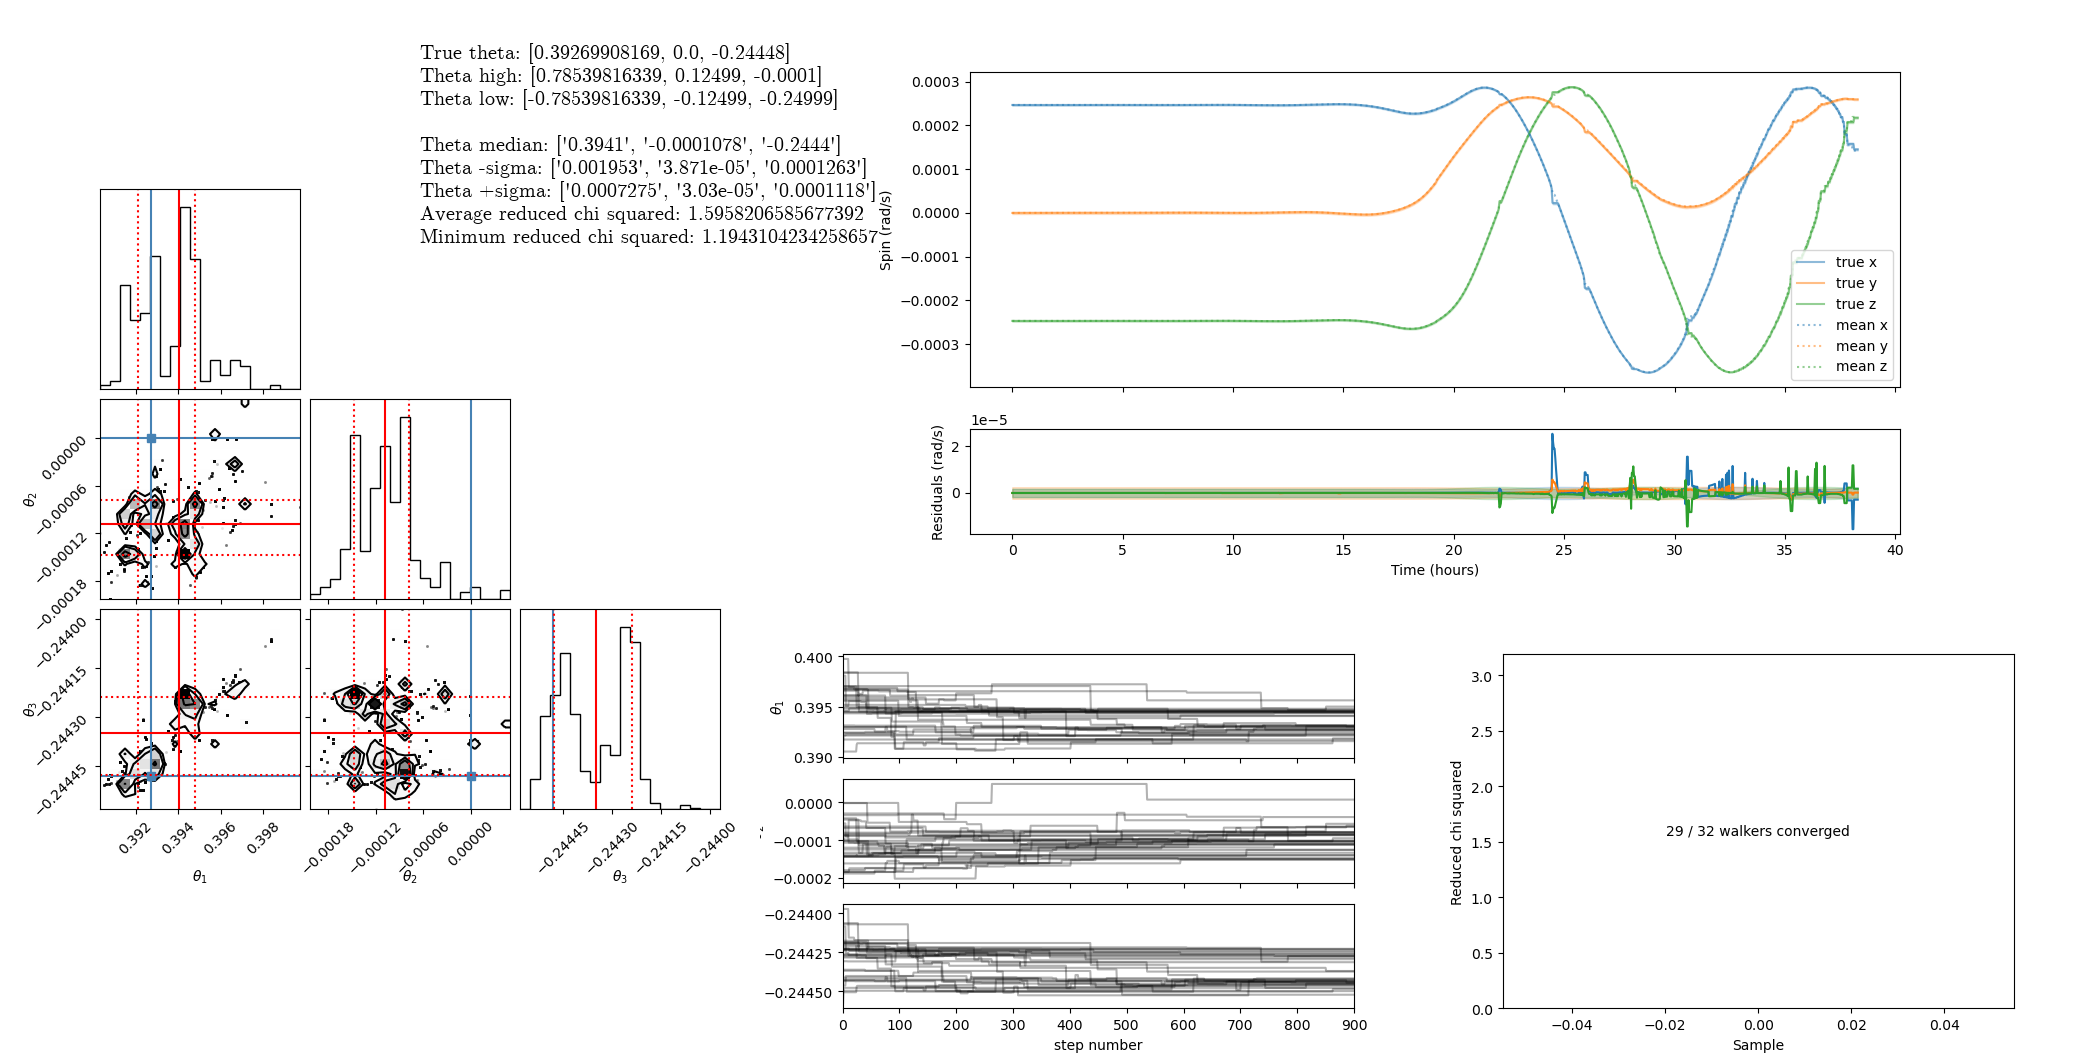 True theta: [0.39269908169, 0.0, -0.24448]
Theta high: [0.78539816339, 0.12499, -0.0001]
Theta low: [-0.78539816339, -0.12499, -0.24999]
Theta median: ['0.3941', '-0.0001078', '-0.2444']
Theta -sigma: ['0.001953', '3.871e-05', '0.0001263']
Theta +sigma: ['0.0007275', '3.03e-05', '0.0001118']
Average reduced chi squared: 1.5958206585677392
Minimum reduced chi squared: 1.1943104234258657
0.0003
0.0002
0.0001
0.0000
−0.0001
−0.0002
−0.0003
Spin (rad/s)
true x
true y
true z
mean x
mean y
mean z
1e−5
2
0
Residuals (rad/s)
0
5
10
15
20
25
30
35
40
Time (hours)
0.00000
−0.00006
−0.00012
−0.00018
θ2
−0.24400
−0.24415
−0.24430
−0.24445
θ3
0.392
0.394
0.396
0.398
θ1
−0.00018
−0.00012
−0.00006
0.00000
θ2
−0.24445
−0.24430
−0.24415
−0.24400
θ3
0.400
0.395
0.390
θ1
0.0000
−0.0001
−0.0002
−0.24400
−0.24425
−0.24450
0
100
200
300
400
500
600
700
800
900
step number
3.0
2.5
2.0
1.5
1.0
0.5
0.0
Reduced chi squared
29 / 32 walkers converged
−0.04
−0.02
0.00
0.02
0.04
Sample